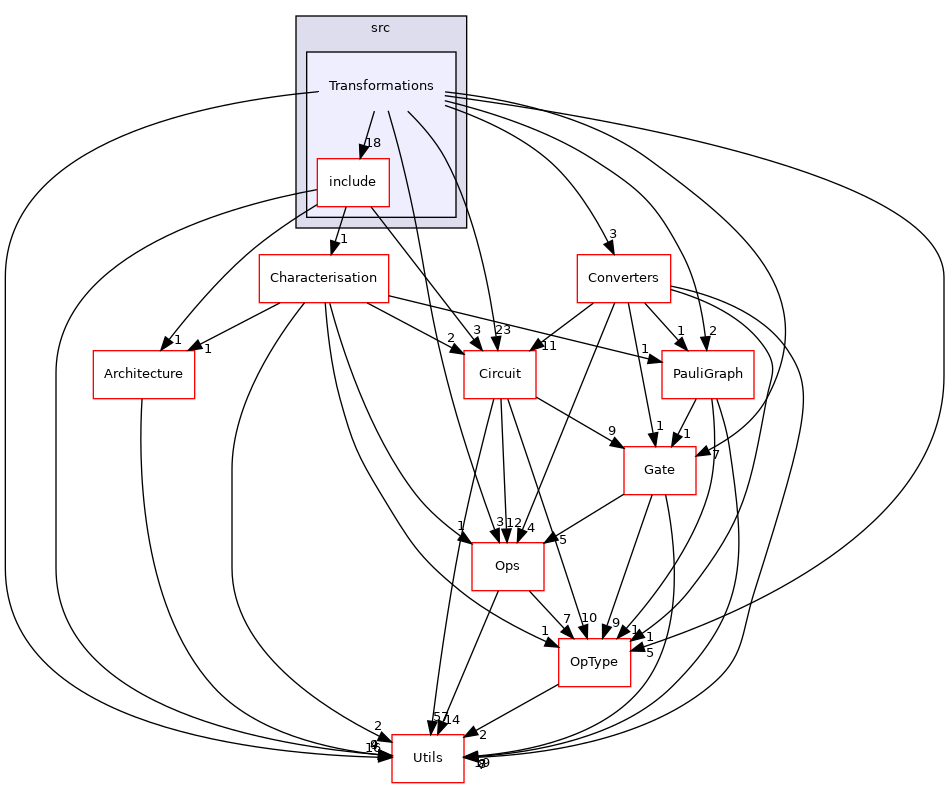 src
Transformations
18
include
1
3
Characterisation
Converters
1
1
2
3
23
11
1
1
2
Architecture
Circuit
PauliGraph
9
1
1
7
Gate
1
3
12
4
5
Ops
1
7
10
9
1
1
5
OpType
2
16
57
14
2
Utils